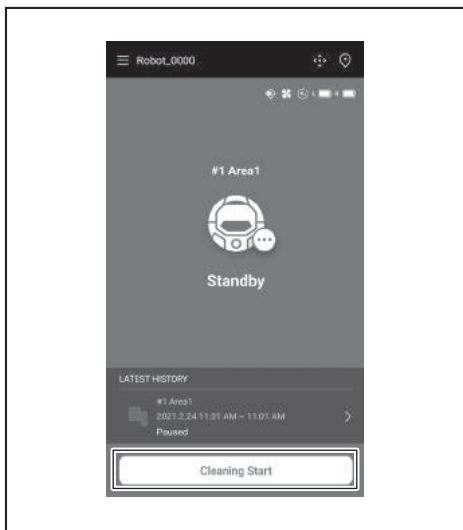 Robot_0000
L R
#1 Area1
Standby
LATEST HISTORY
#1 Area1
2021.2.24 11:01 AM ~ 11:01 AM
Paused
Cleaning Start